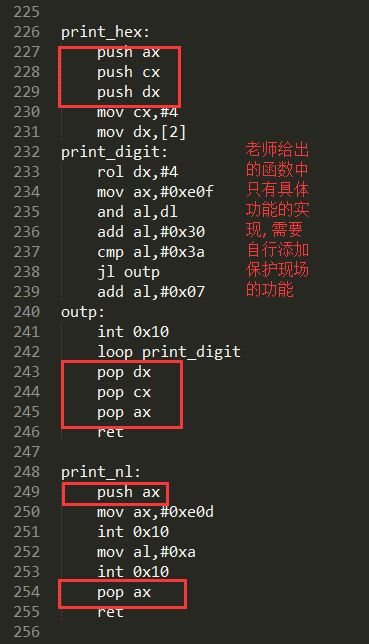 225
226 print_hex:
227 push ax
228 push cx
229 push dx
230 mov cx,#4
231 mov dx,[2]
232 print_digit:
233 rol dx,#4
234 mov ax,#0xe0f
235 and al,dl
236 add al,#0x30
237 cmp al,#0x3a
238 jl outp
239 add al,#0x07
240 outp:
241 int 0x10
242 loop print_digit
243 pop dx
244 pop cx
245 pop ax
246 ret
247
248 print_nl:
249 push ax
250 mov ax,#0xe0d
251 int 0x10
252 mov al,#0xa
253 int 0x10
254 pop ax
255 ret
256
老师给出
的函数中
只有具体
功能的实
现,需要
自行添加
保护现场
的功能